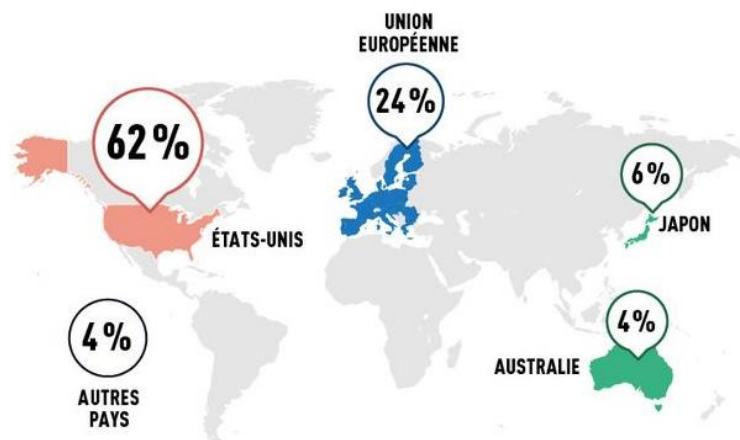 UNION
EUROPÉENNE
24%
62%
6%
ÉTATS-UNIS
JAPON
4%
AUTRES
PAYS
4%
AUSTRALIE